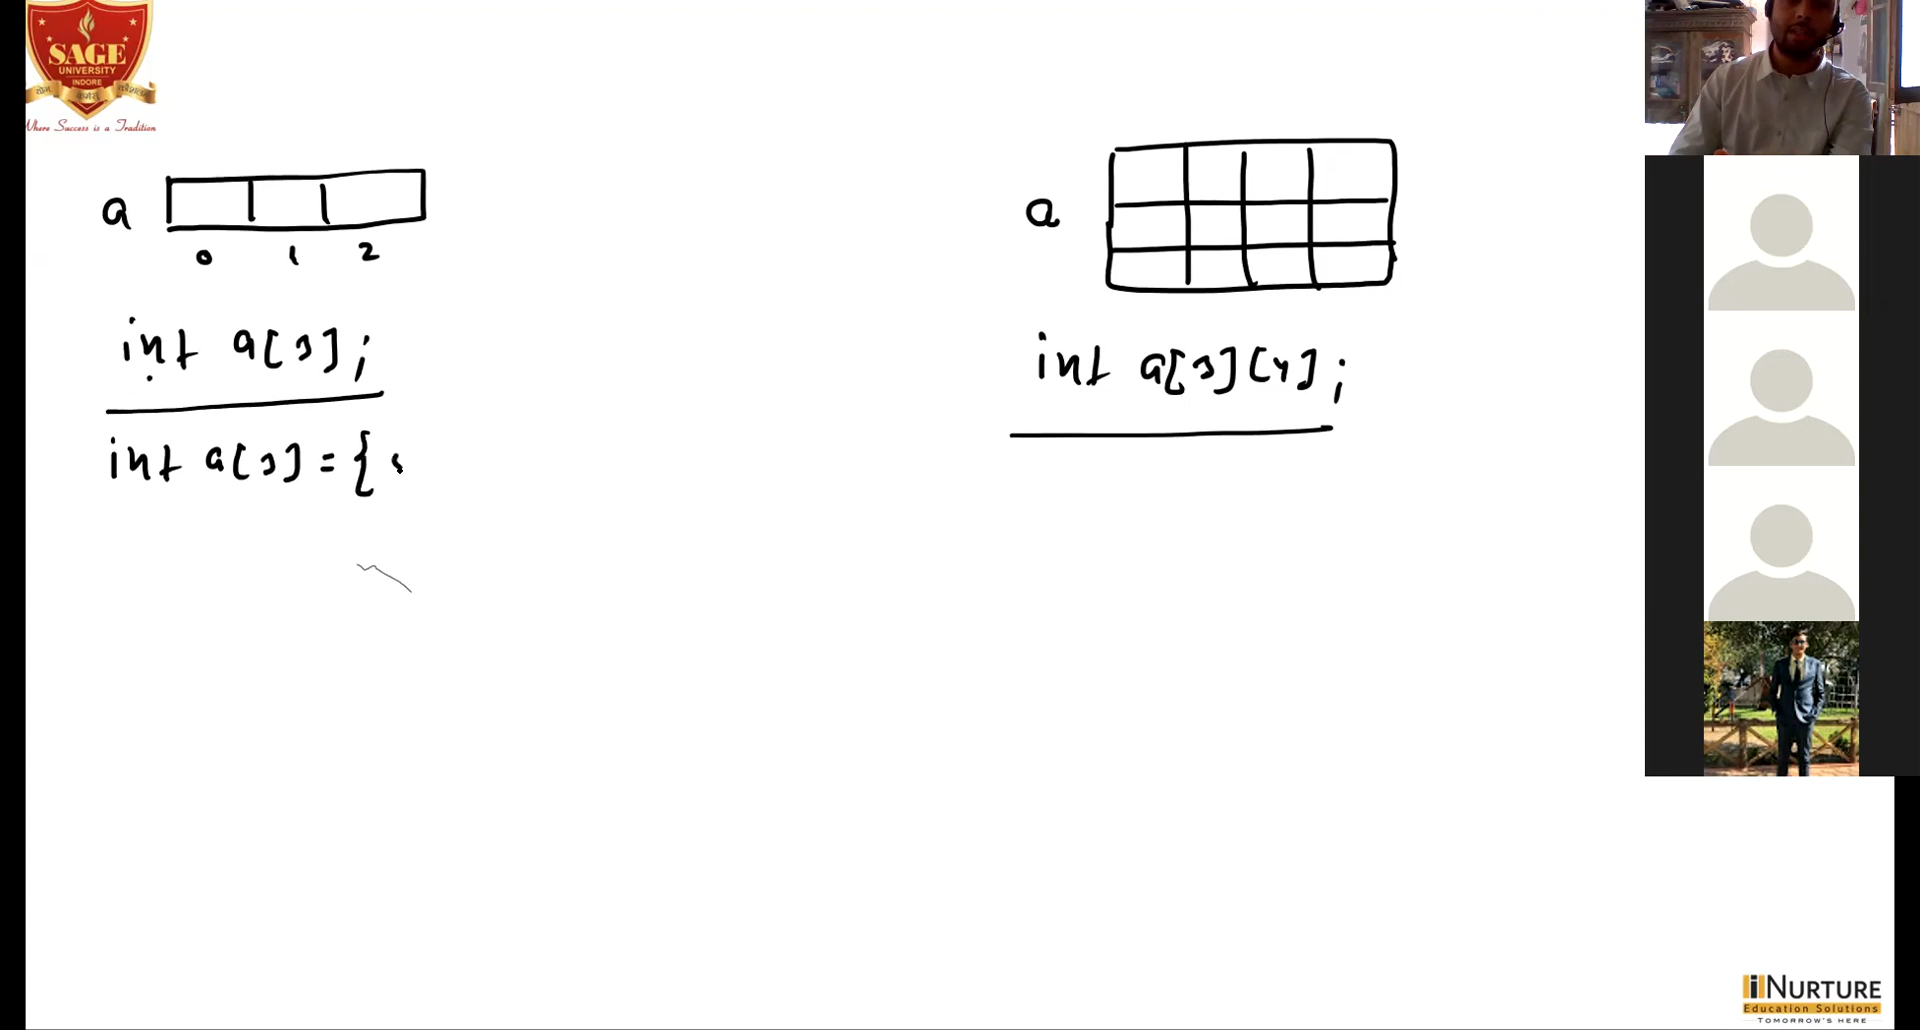 SAGE
UNIVERSITY
INDORE
Where Success is a Tradition
a
0 1 2
int a[3];
int a[3]={
a
int a[3][4];
iNURTURE
Education Solutions
TOMORROW'S HERE